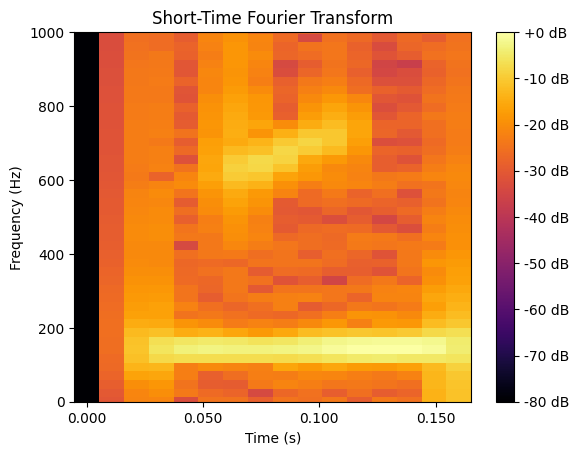 Short-Time Fourier Transform
1000
800
600
400
200
0
Frequency (Hz)
0.000
0.050
0.100
0.150
Time (s)
+0 dB
-10 dB
-20 dB
-30 dB
-40 dB
-50 dB
-60 dB
-70 dB
-80 dB